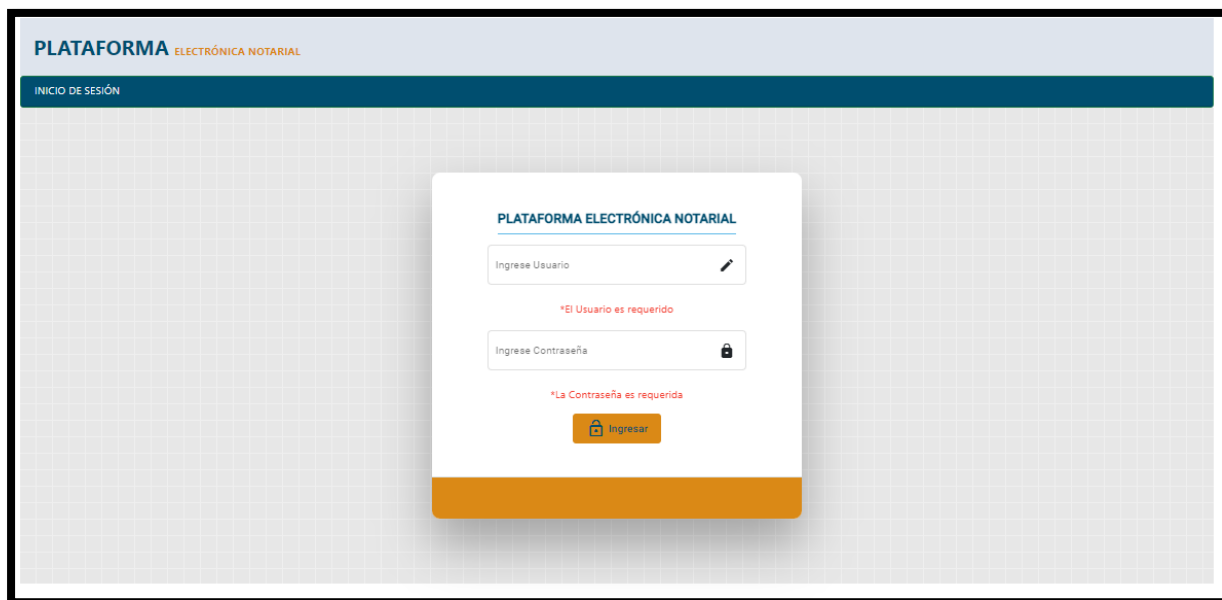 PLATAFORMA ELECTRÓNICA NOTARIAL
INICIO DE SESIÓN
PLATAFORMA ELECTRÓNICA NOTARIAL
Ingrese Usuario
*El Usuario es requerido
Ingrese Contraseña
*La Contraseña es requerida
Ingresar